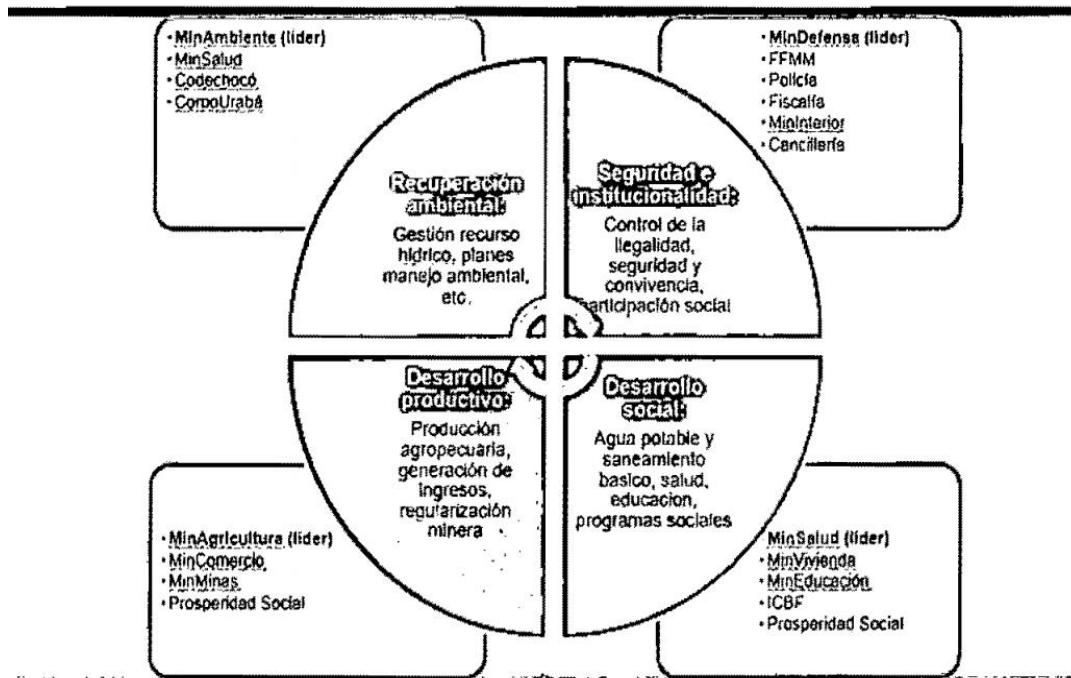 • MinAmbiente (líder)
• MinSalud
• Codechocó
• CorpoUrabá
• MinDefensa (líder)
• FFMM
• Policía
• Fiscalía
• MinInterior
• Cancillería
Recuperación
ambiental:
Gestión recurso
hídrico, planes
manejo ambiental,
etc.
Seguridad e
institucionalidad:
Control de la
ilegalidad,
seguridad y
convivencia,
participación social
Desarrollo
productivo:
Producción
agropecuaria,
generación de
ingresos,
regularización
minera
Desarrollo
social:
Agua potable y
saneamiento
basico, salud,
educacion,
programas sociales
• MinAgricultura (líder)
• MinComercio
• MinMinas
• Prosperidad Social
• MinSalud (líder)
• MinVivienda
• MinEducación
• ICBF
• Prosperidad Social